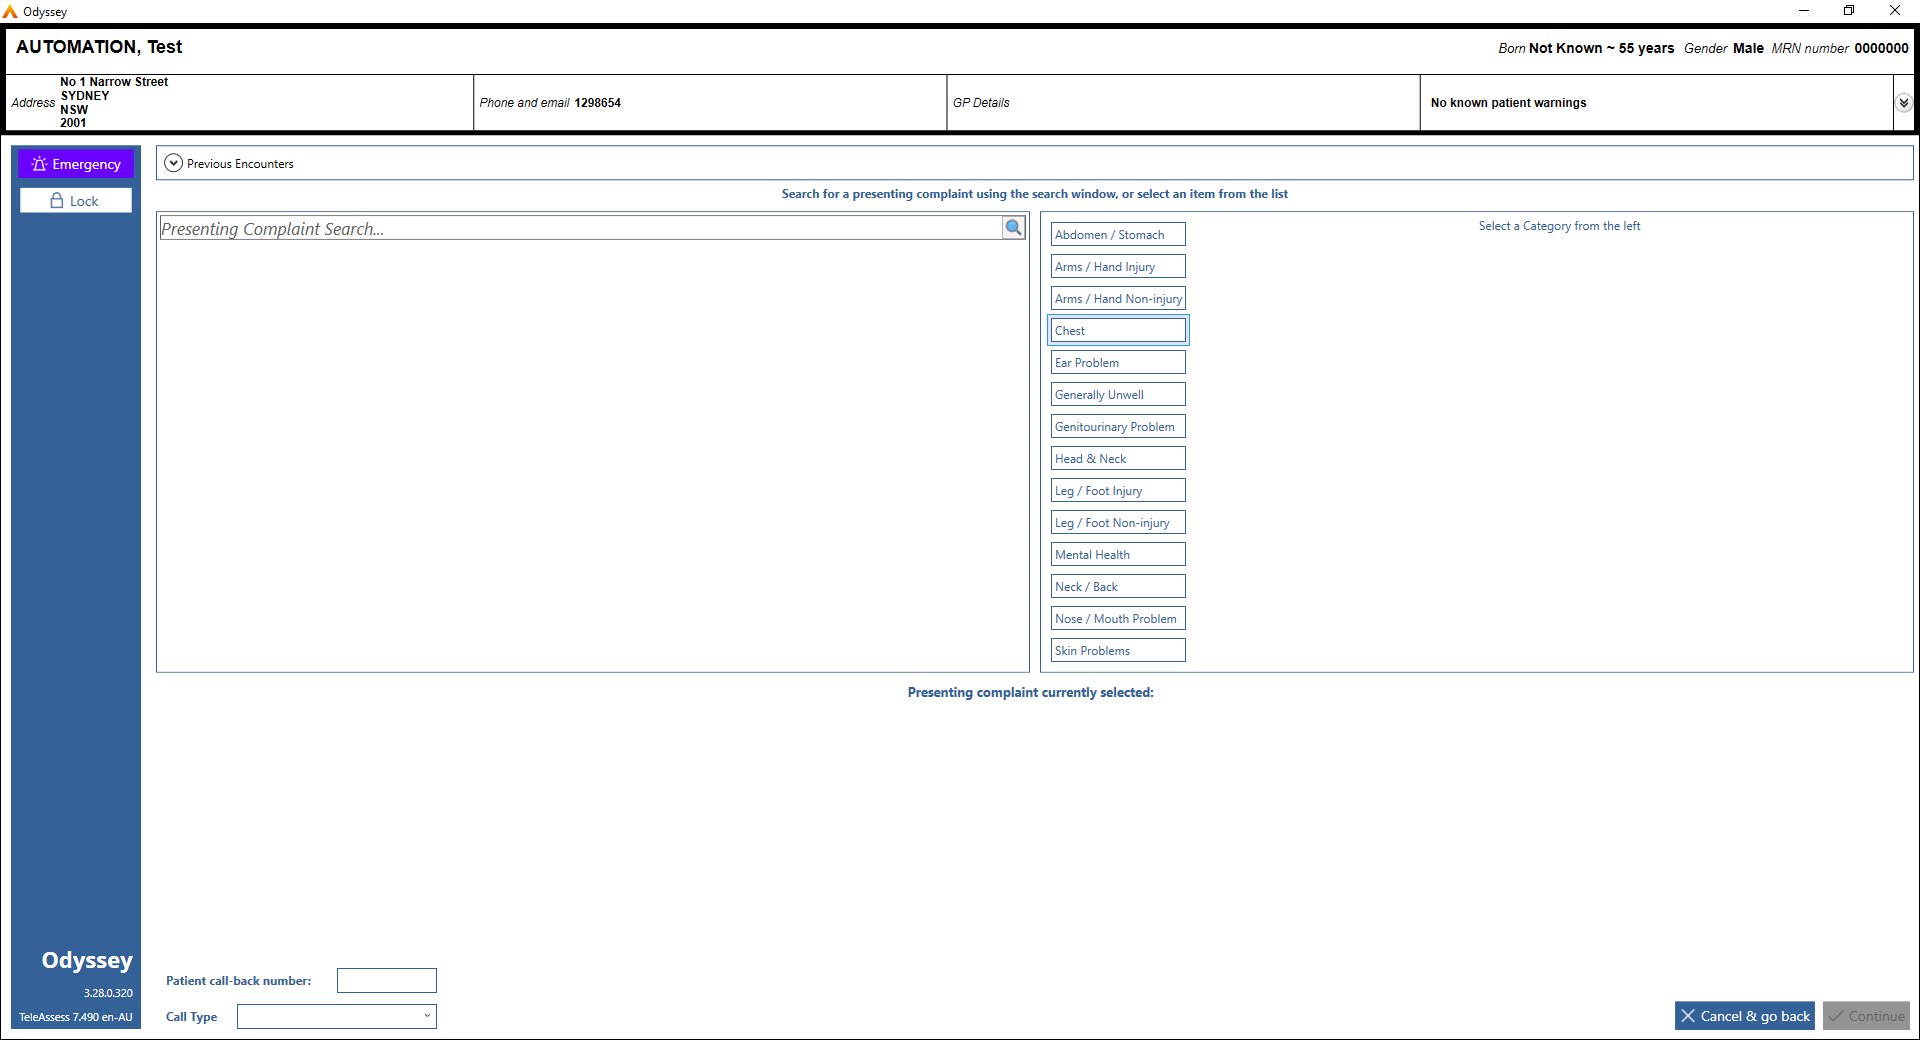 Odyssey
AUTOMATION, Test
Born Not Known ~ 55 years Gender Male MRN number 0000000
Address No 1 Narrow Street
SYDNEY
NSW
2001
Phone and email 1298654
GP Details
No known patient warnings
Emergency
Lock
Previous Encounters
Search for a presenting complaint using the search window, or select an item from the list
Presenting Complaint Search...
Abdomen / Stomach
Arms / Hand Injury
Arms / Hand Non-injury
Chest
Ear Problem
Generally Unwell
Genitourinary Problem
Head & Neck
Leg / Foot Injury
Leg / Foot Non-injury
Mental Health
Neck / Back
Nose / Mouth Problem
Skin Problems
Select a Category from the left
Presenting complaint currently selected:
Odyssey
3.28.0.320
TeleAssess 7.490 en-AU
Patient call-back number:
Call Type
Cancel & go back
Continue